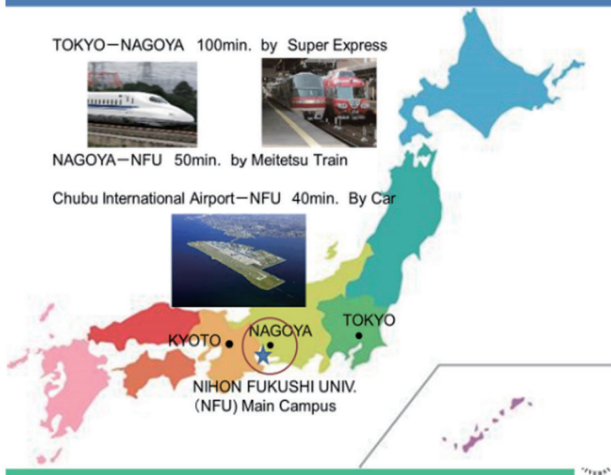 TOKYO－NAGOYA 100min. by Super Express
NAGOYA－NFU 50min. by Meitetsu Train
Chubu International Airport－NFU 40min. By Car
KYOTO
NAGOYA
TOKYO
NIHON FUKUSHI UNIV.
（NFU) Main Campus